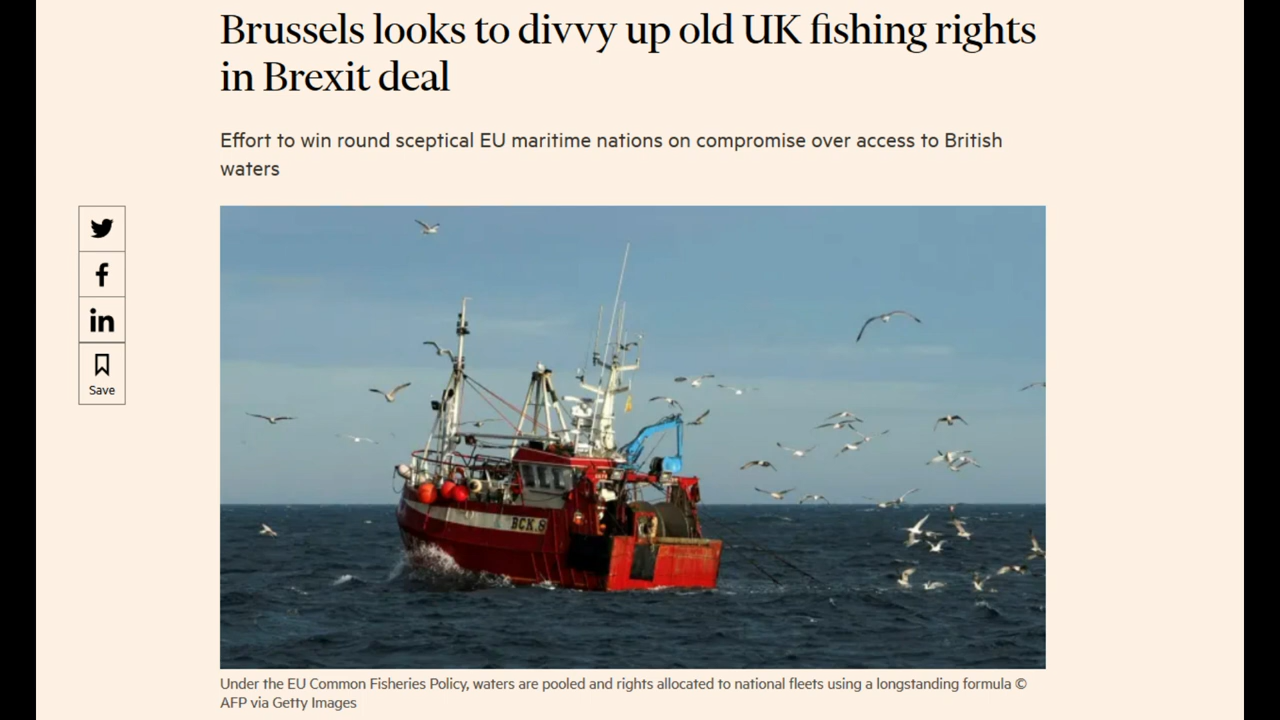 Brussels looks to divvy up old UK fishing rights
in Brexit deal
Effort to win round sceptical EU maritime nations on compromise over access to British
waters
Save
BCK.8
Under the EU Common Fisheries Policy, waters are pooled and rights allocated to national fleets using a longstanding formula ©
AFP via Getty Images